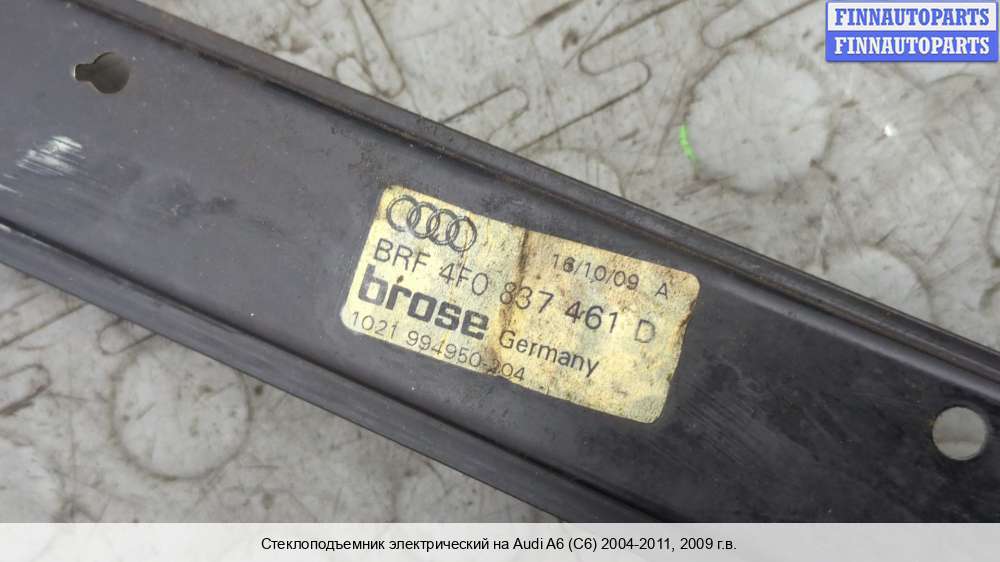 FINNAUTOPARTS
FINNAUTOPARTS
16/10/09 A
BRF 4F0 837 461 D
brose Germany
1021 994950-204
Стеклоподъемник электрический на Audi A6 (C6) 2004-2011, 2009 г.в.